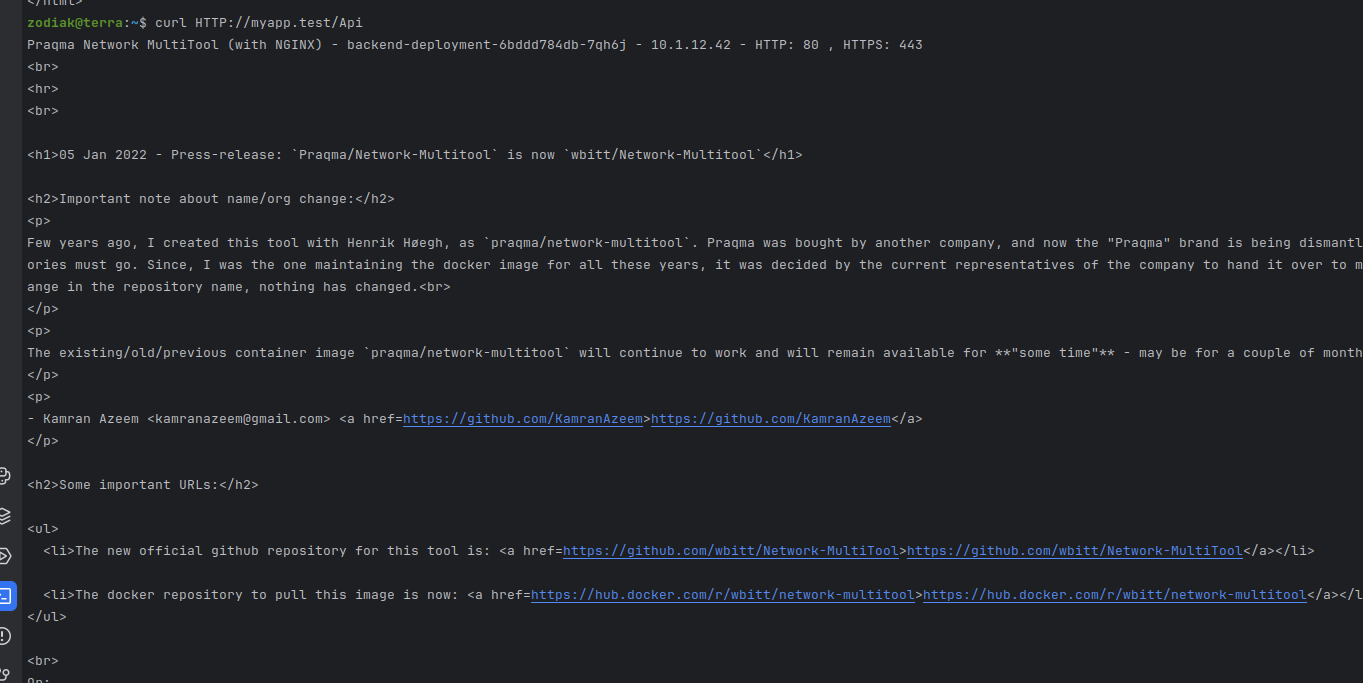 </html>
zodiak@terra:~$ curl HTTP://myapp.test/Api
Praqma Network MultiTool (with NGINX) - backend-deployment-6bddd784db-7qh6j - 10.1.12.42 - HTTP: 80 , HTTPS: 443
<br>
<hr>
<br>
<h1>05 Jan 2022 - Press-release: `Praqma/Network-Multitool` is now `wbitt/Network-Multitool`</h1>
<h2>Important note about name/org change:</h2>
<p>
Few years ago, I created this tool with Henrik Høegh, as `praqma/network-multitool`. Praqma was bought by another company, and now the "Praqma" brand is being dismantl
ories must go. Since, I was the one maintaining the docker image for all these years, it was decided by the current representatives of the company to hand it over to m
ange in the repository name, nothing has changed.<br>
</p>
<p>
The existing/old/previous container image `praqma/network-multitool` will continue to work and will remain available for **"some time"** - may be for a couple of month
</p>
<p>
- Kamran Azeem <kamranazeem@gmail.com> <a href=https://github.com/KamranAzeem>https://github.com/KamranAzeem</a>
</p>
<h2>Some important URLs:</h2>
<ul>
<li>The new official github repository for this tool is: <a href=https://github.com/wbitt/Network-MultiTool>https://github.com/wbitt/Network-MultiTool</a></li>
<li>The docker repository to pull this image is now: <a href=https://hub.docker.com/r/wbitt/network-multitool>https://hub.docker.com/r/wbitt/network-multitool</a></l
</ul>
<br>
Or: